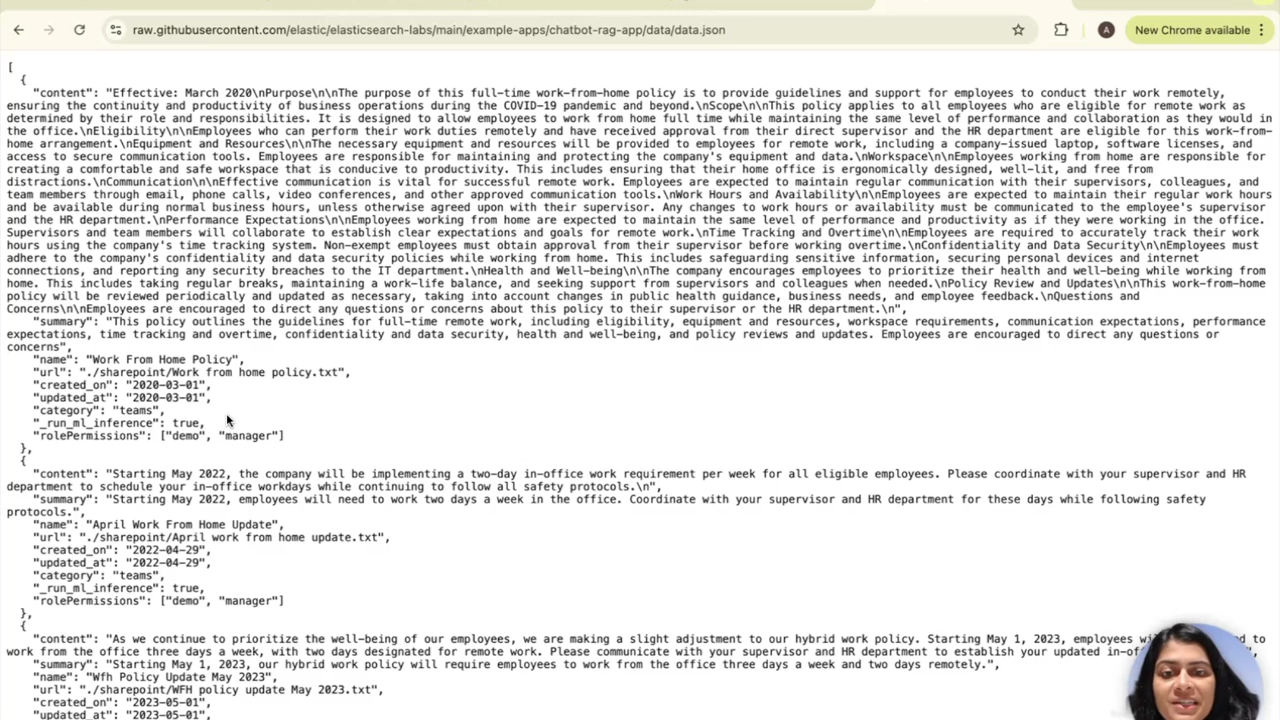 raw.githubusercontent.com/elastic/elasticsearch-labs/main/example-apps/chatbot-rag-app/data/data.json
A
New Chrome available
[
{
"content": "Effective: March 2020\nPurpose\n\nThe purpose of this full-time work-from-home policy is to provide guidelines and support for employees to conduct their work remotely,
ensuring the continuity and productivity of business operations during the COVID-19 pandemic and beyond.\nScope\n\nThis policy applies to all employees who are eligible for remote work as
determined by their role and responsibilities. It is designed to allow employees to work from home full time while maintaining the same level of performance and collaboration as they would in
the office.\nEligibility\n\nEmployees who can perform their work duties remotely and have received approval from their direct supervisor and the HR department are eligible for this work-from-
home arrangement.\nEquipment and Resources\n\nThe necessary equipment and resources will be provided to employees for remote work, including a company-issued laptop, software licenses, and
access to secure communication tools. Employees are responsible for maintaining and protecting the company's equipment and data.\nWorkspace\n\nEmployees working from home are responsible for
creating a comfortable and safe workspace that is conducive to productivity. This includes ensuring that their home office is ergonomically designed, well-lit, and free from
distractions.\nCommunication\n\nEffective communication is vital for successful remote work. Employees are expected to maintain regular communication with their supervisors, colleagues, and
team members through email, phone calls, video conferences, and other approved communication tools.\nWork Hours and Availability\n\nEmployees are expected to maintain their regular work hours
and be available during normal business hours, unless otherwise agreed upon with their supervisor. Any changes to work hours or availability must be communicated to the employee's supervisor
and the HR department.\nPerformance Expectations\n\nEmployees working from home are expected to maintain the same level of performance and productivity as if they were working in the office.
Supervisors and team members will collaborate to establish clear expectations and goals for remote work.\nTime Tracking and Overtime\n\nEmployees are required to accurately track their work
hours using the company's time tracking system. Non-exempt employees must obtain approval from their supervisor before working overtime.\nConfidentiality and Data Security\n\nEmployees must
adhere to the company's confidentiality and data security policies while working from home. This includes safeguarding sensitive information, securing personal devices and internet
connections, and reporting any security breaches to the IT department.\nHealth and Well-being\n\nThe company encourages employees to prioritize their health and well-being while working from
home. This includes taking regular breaks, maintaining a work-life balance, and seeking support from supervisors and colleagues when needed.\nPolicy Review and Updates\n\nThis work-from-home
policy will be reviewed periodically and updated as necessary, taking into account changes in public health guidance, business needs, and employee feedback.\nQuestions and
Concerns\n\nEmployees are encouraged to direct any questions or concerns about this policy to their supervisor or the HR department.\n",
"summary": "This policy outlines the guidelines for full-time remote work, including eligibility, equipment and resources, workspace requirements, communication expectations, performance
expectations, time tracking and overtime, confidentiality and data security, health and well-being, and policy reviews and updates. Employees are encouraged to direct any questions or
concerns",
"name": "Work From Home Policy",
"url": "./sharepoint/Work from home policy.txt",
"created_on": "2020-03-01",
"updated_at": "2020-03-01",
"category": "teams",
"_run_ml_inference": true,
"rolePermissions": ["demo", "manager"]
},
{
"content": "Starting May 2022, the company will be implementing a two-day in-office work requirement per week for all eligible employees. Please coordinate with your supervisor and HR
department to schedule your in-office workdays while continuing to follow all safety protocols.\n",
"summary": "Starting May 2022, employees will need to work two days a week in the office. Coordinate with your supervisor and HR department for these days while following safety
protocols.",
"name": "April Work From Home Update",
"url": "./sharepoint/April work from home update.txt",
"created_on": "2022-04-29",
"updated_at": "2022-04-29",
"category": "teams",
"_run_ml_inference": true,
"rolePermissions": ["demo", "manager"]
},
{
"content": "As we continue to prioritize the well-being of our employees, we are making a slight adjustment to our hybrid work policy. Starting May 1, 2023, employees to
work from the office three days a week, with two days designated for remote work. Please communicate with your supervisor and HR department to establish your updated ",
"summary": "Starting May 1, 2023, our hybrid work policy will require employees to work from the office three days a week and two days remotely.",
"name": "Wfh Policy Update May 2023",
"url": "./sharepoint/WFH policy update May 2023.txt",
"created_on": "2023-05-01",
"updated_at": "2023-05-01",